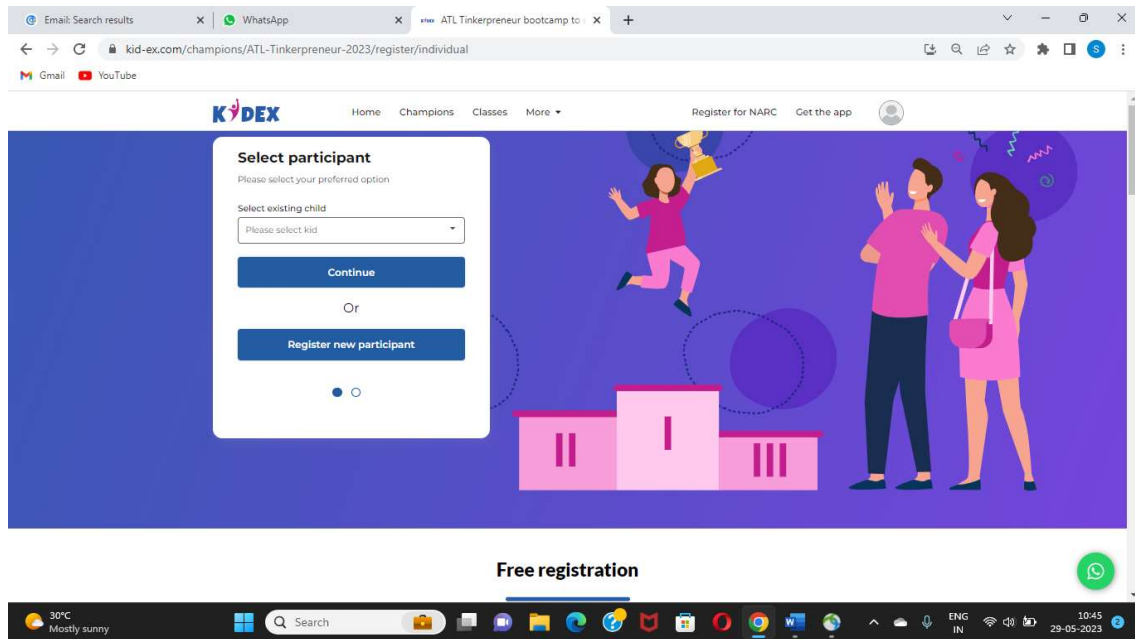 Email: Search results
WhatsApp
ATL Tinkerpreneur bootcamp to
kid-ex.com/champions/ATL-Tinkerpreneur-2023/register/individual
S
Gmail
YouTube
KIDEX
Home Champions Classes More
Register for NARC Get the app
Select participant
Please select your preferred option
Select existing child
Please select kid
Continue
Or
Register new participant
II
I
III
Free registration
30°C
Mostly sunny
Search
ENG
IN
10:45
29-05-2023
2